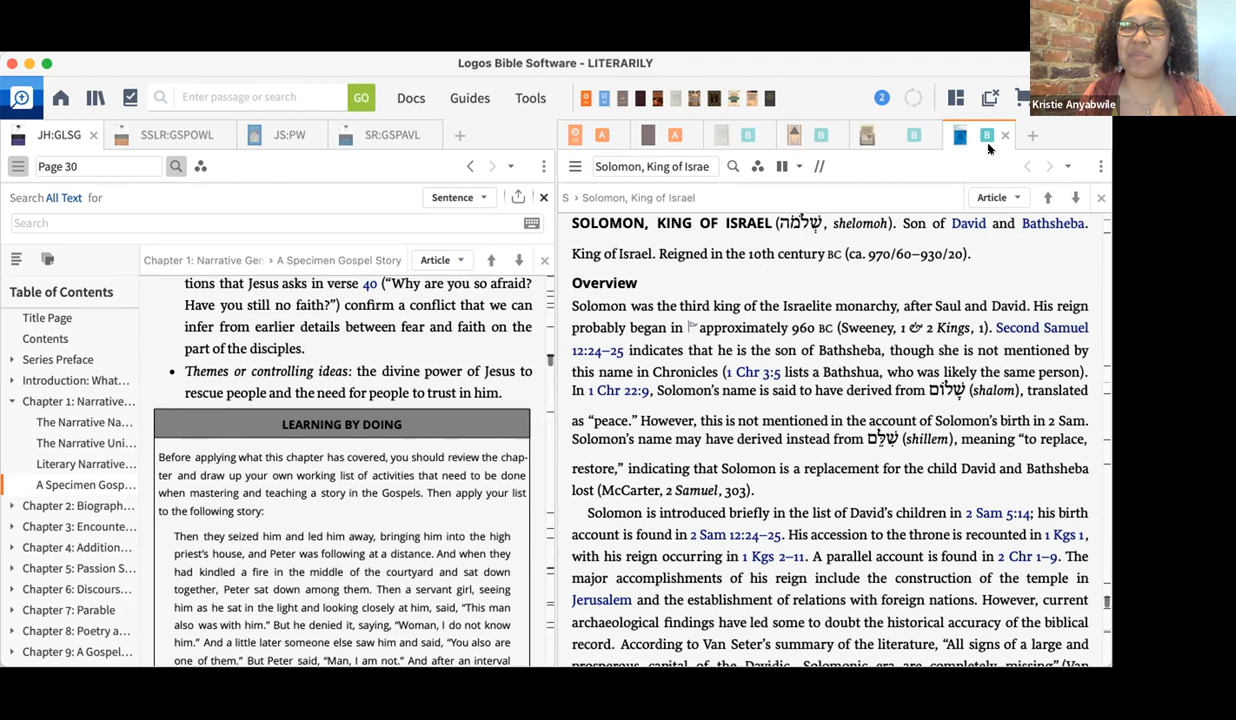 Kristie Anyabwile
Logos Bible Software - LITERARILY
Enter passage or search
GO
Docs
Guides
Tools
2
JH:GLSG
SSLR:GSPOWL
JS:PW
SR:GSPAVL
Page 30
Search All Text for
Sentence
Search
Chapter 1: Narrative Gen
A Specimen Gospel Story
Article
Table of Contents
Title Page
Contents
Series Preface
Introduction: What...
Chapter 1: Narrative...
The Narrative Na...
The Narrative Uni...
Literary Narrative...
A Specimen Gosp...
Chapter 2: Biograph...
Chapter 3: Encounte...
Chapter 4: Addition...
Chapter 5: Passion S...
Chapter 6: Discours...
Chapter 7: Parable
Chapter 8: Poetry a...
Chapter 9: A Gospel...
tions that Jesus asks in verse 40 (“Why are you so afraid?
Have you still no faith?”) confirm a conflict that we can
infer from earlier details between fear and faith on the
part of the disciples.
• Themes or controlling ideas: the divine power of Jesus to
rescue people and the need for people to trust in him.
LEARNING BY DOING
Before applying what this chapter has covered, you should review the chap-
ter and draw up your own working list of activities that need to be done
when mastering and teaching a story in the Gospels. Then apply your list
to the following story:
Then they seized him and led him away, bringing him into the high
priest’s house, and Peter was following at a distance. And when they
had kindled a fire in the middle of the courtyard and sat down
together, Peter sat down among them. Then a servant girl, seeing
him as he sat in the light and looking closely at him, said, “This man
also was with him.” But he denied it, saying, “Woman, I do not know
him.” And a little later someone else saw him and said, “You also are
one of them.” But Peter said, “Man, I am not.” And after an interval
A
A
B
B
B
B
Solomon, King of Israe
S > Solomon, King of Israel
Article
SOLOMON, KING OF ISRAEL (שְׁלֹמֹה, shelomoh). Son of David and Bathsheba.
King of Israel. Reigned in the 10th century BC (ca. 970/60–930/20).
Overview
Solomon was the third king of the Israelite monarchy, after Saul and David. His reign
probably began in approximately 960 BC (Sweeney, 1 & 2 Kings, 1). Second Samuel
12:24–25 indicates that he is the son of Bathsheba, though she is not mentioned by
this name in Chronicles (1 Chr 3:5 lists a Bathshua, who was likely the same person).
In 1 Chr 22:9, Solomon’s name is said to have derived from שָׁלוֹם (shalom), translated
as “peace.” However, this is not mentioned in the account of Solomon’s birth in 2 Sam.
Solomon’s name may have derived instead from שִׁלֵּם (shillem), meaning “to replace,
restore,” indicating that Solomon is a replacement for the child David and Bathsheba
lost (McCarter, 2 Samuel, 303).
Solomon is introduced briefly in the list of David’s children in 2 Sam 5:14; his birth
account is found in 2 Sam 12:24–25. His accession to the throne is recounted in 1 Kgs 1,
with his reign occurring in 1 Kgs 2–11. A parallel account is found in 2 Chr 1–9. The
major accomplishments of his reign include the construction of the temple in
Jerusalem and the establishment of relations with foreign nations. However, current
archaeological findings have led some to doubt the historical accuracy of the biblical
record. According to Van Seter’s summary of the literature, “All signs of a large and
prosperous capital of the Davidic-Solomonic era are completely missing” (Van